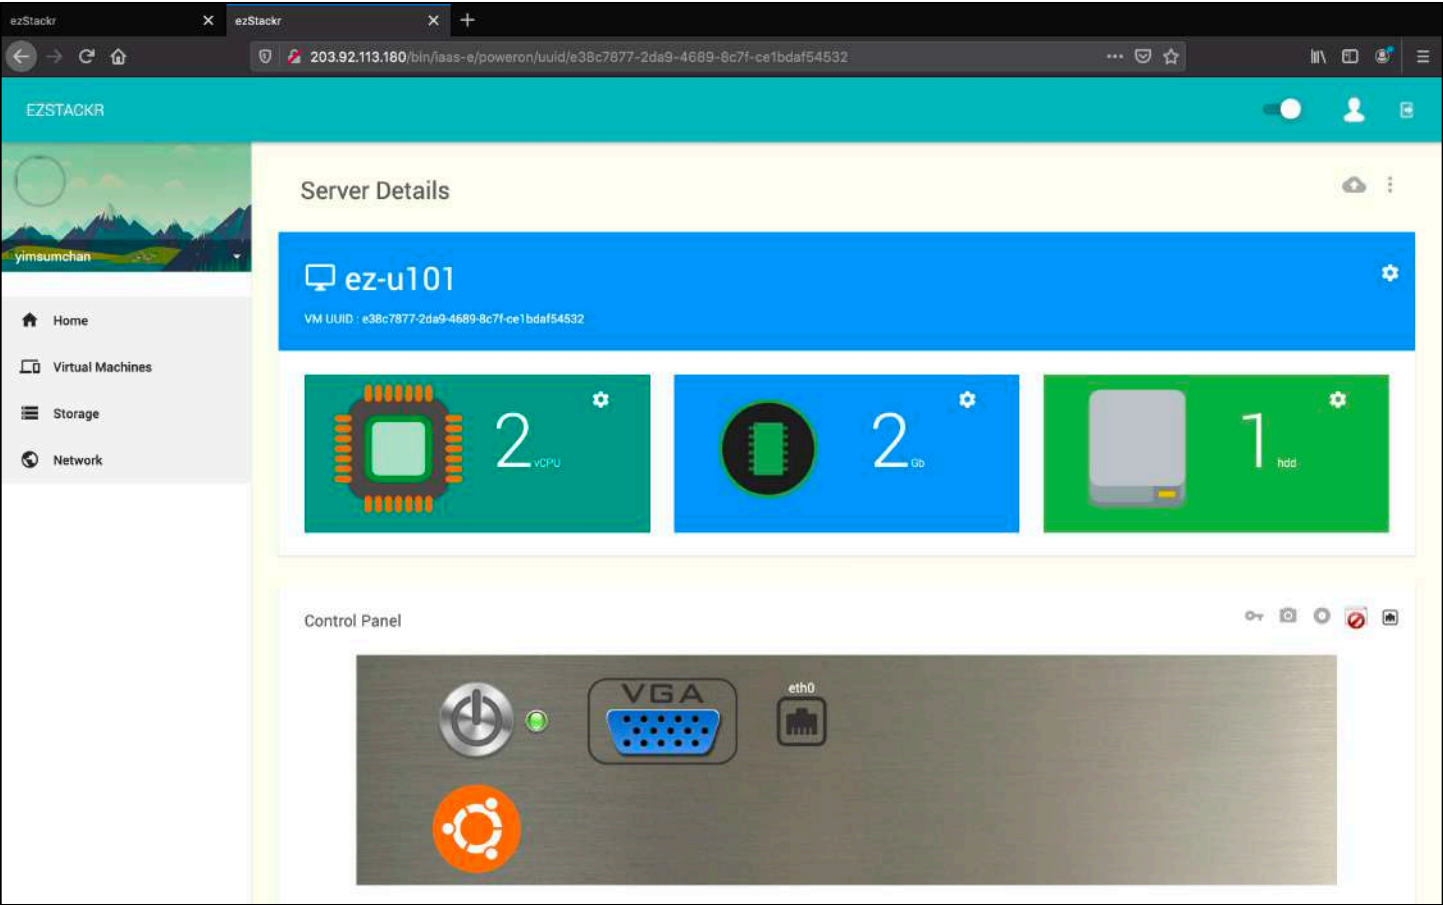 ezStackr
ezStackr
203.92.113.180/bin/iaas-e/poweron/uuid/e38c7877-2da9-4689-8c7f-ce1bdaf54532
EZSTACKR
yimsumchan
Home
Virtual Machines
Storage
Network
Server Details
ez-u101
VM UUID : e38c7877-2da9-4689-8c7f-ce1bdaf54532
2 vCPU
2 Gb
1 hdd
Control Panel
VGA
eth0